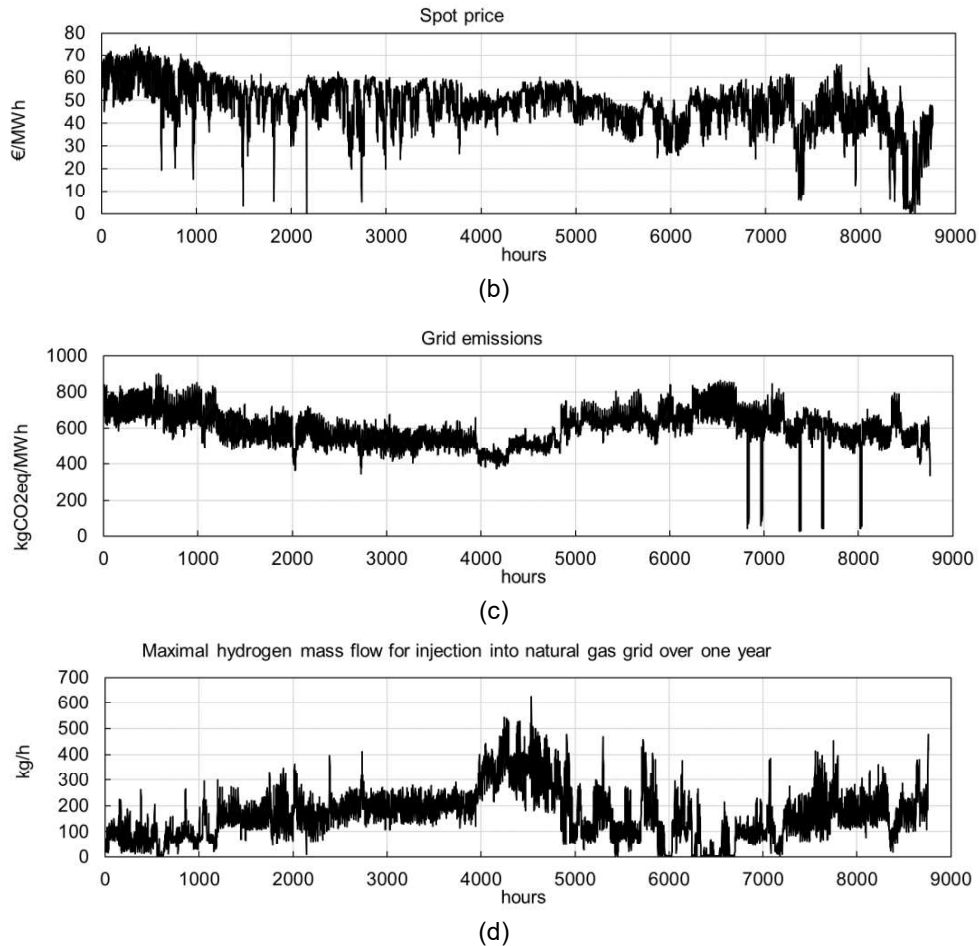 Spot price
80
70
60
50
40
30
20
10
0
€/MWh
0 1000 2000 3000 4000 5000 6000 7000 8000 9000
hours
(b)
Grid emissions
1000
800
600
400
200
0
kgCO2eq/MWh
0 1000 2000 3000 4000 5000 6000 7000 8000 9000
hours
(c)
Maximal hydrogen mass flow for injection into natural gas grid over one year
700
600
500
400
300
200
100
0
kg/h
0 1000 2000 3000 4000 5000 6000 7000 8000 9000
hours
(d)